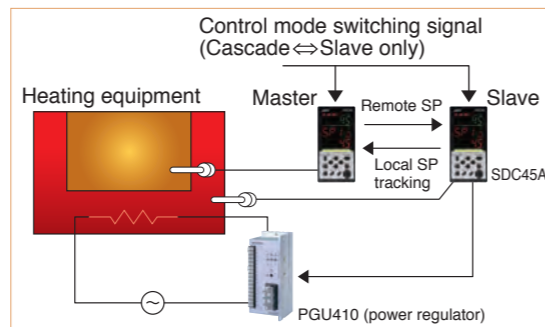 Control mode switching signal
(Cascade⇔Slave only)
Heating equipment
Master
Remote SP
Slave
Local SP
tracking
SDC45A
PGU410 (power regulator)